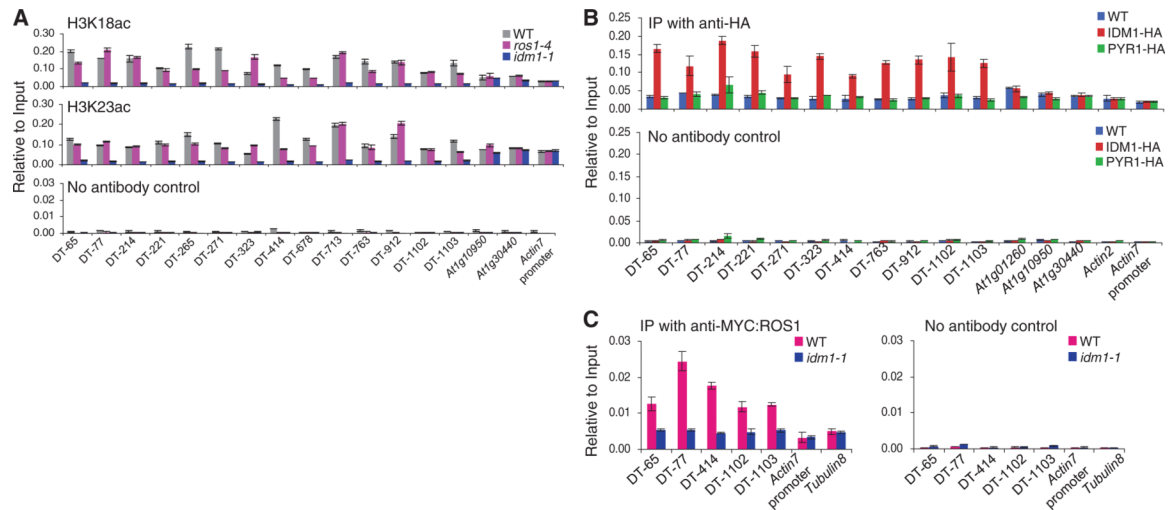 A
H3K18ac
WT
ros1-4
idm1-1
0.30
0.20
0.10
0.00
H3K23ac
0.30
0.20
0.10
0.00
No antibody control
0.03
0.02
0.01
0.00
Relative to Input
DT-65
DT-77
DT-214
DT-221
DT-265
DT-271
DT-323
DT-414
DT-678
DT-713
DT-763
DT-912
DT-1102
DT-1103
At1g10950
At1g30440
Actin7
promoter
B
IP with anti-HA
WT
IDM1-HA
PYR1-HA
0.25
0.20
0.15
0.10
0.05
0.00
No antibody control
WT
IDM1-HA
PYR1-HA
0.25
0.20
0.15
0.10
0.05
0.00
Relative to Input
DT-65
DT-77
DT-214
DT-221
DT-271
DT-323
DT-414
DT-763
DT-912
DT-1102
DT-1103
At1g01260
At1g10950
At1g30440
Actin2
Actin7
promoter
C
IP with anti-MYC:ROS1
WT
idm1-1
0.03
0.02
0.01
0.00
Relative to Input
DT-65
DT-77
DT-414
DT-1102
DT-1103
Actin7
promoter
Tubulin8
No antibody control
WT
idm1-1
0.03
0.02
0.01
0.00
Relative to Input
DT-65
DT-77
DT-414
DT-1102
DT-1103
Actin7
promoter
Tubulin8